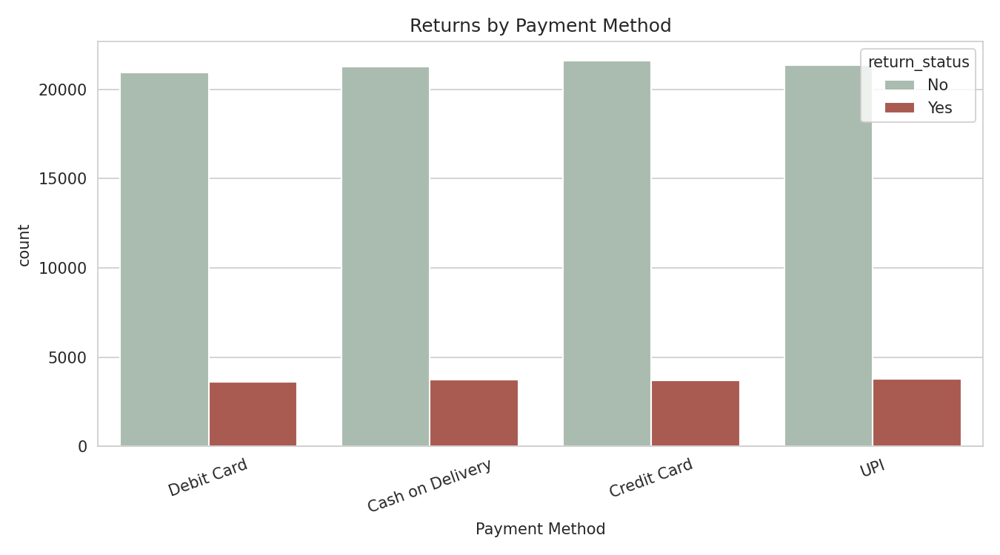 Returns by Payment Method
return_status
No
Yes
20000
15000
10000
5000
0
count
Debit Card
Cash on Delivery
Credit Card
UPI
Payment Method